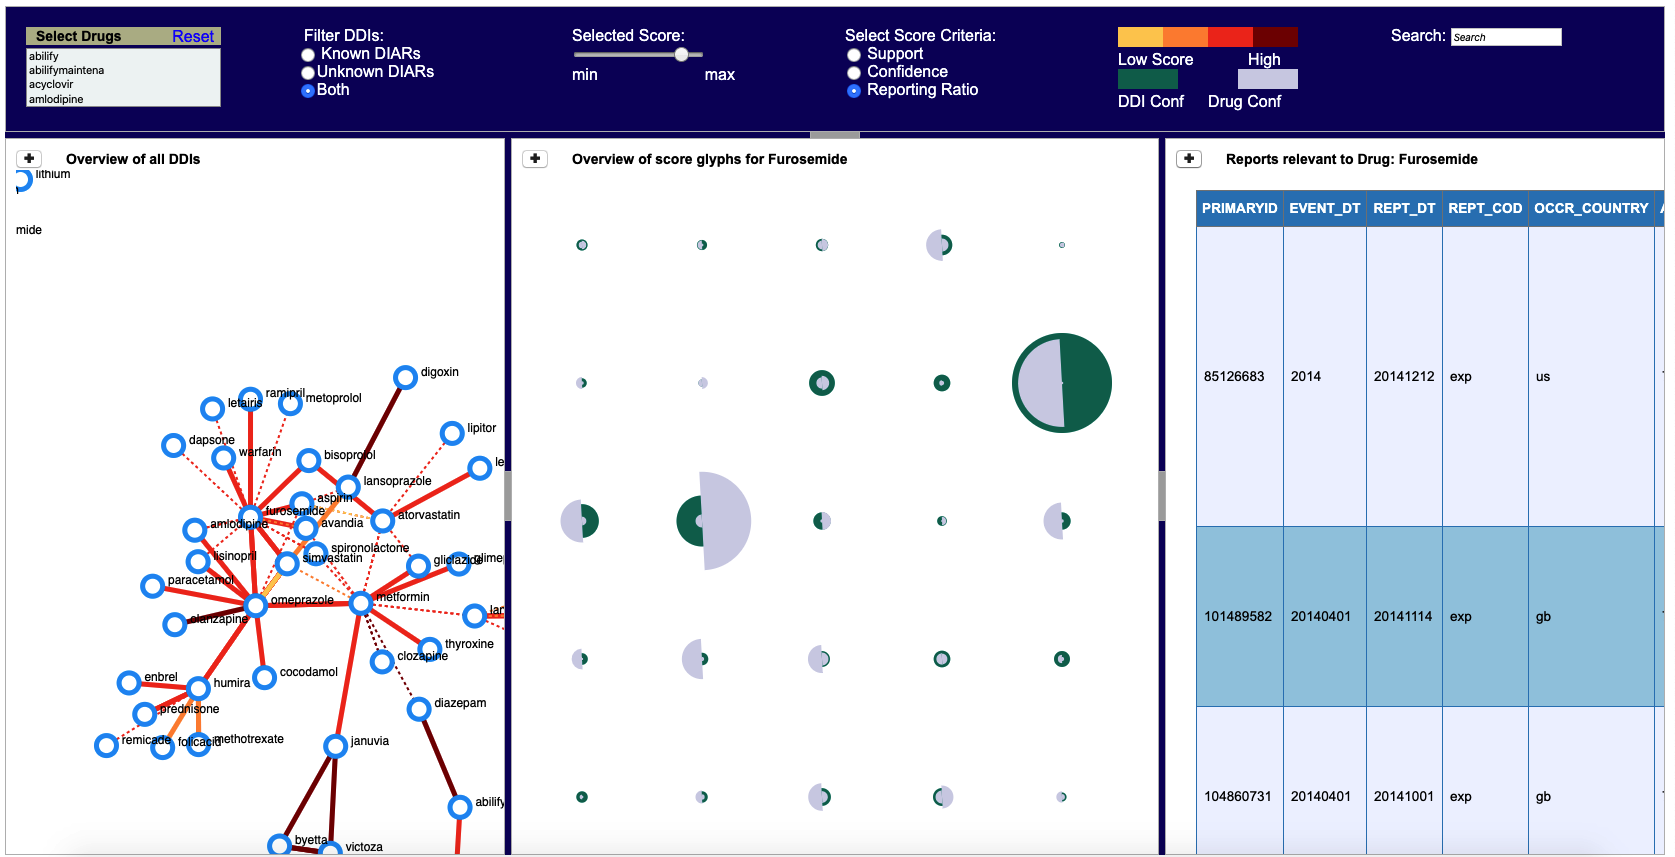 Select Drugs Reset
abilify
abilifymaintena
acyclovir
amlodipine
Filter DDIs:
Known DIARs
Unknown DIARs
Both
Selected Score:
min max
Select Score Criteria:
Support
Confidence
Reporting Ratio
Low Score High
DDI Conf Drug Conf
Search: Search
Overview of all DDIs
lithium
mide
digoxin
ramipril
letairis
metoprolol
lipitor
dapsone
warfarin
bisoprolol
le
lansoprazole
aspirin
furosemide
atorvastatin
amlodipine
avandia
spironolactone
lisinopril
simvastatin
gliclazide
glime
paracetamol
omeprazole
metformin
lan
olanzapine
thyroxine
clozapine
cocodamol
enbrel
humira
diazepam
prednisone
remicade
folicacid
methotrexate
januvia
abilify
byetta
victoza
Overview of score glyphs for Furosemide
Reports relevant to Drug: Furosemide
PRIMARYID EVENT_DT REPT_DT REPT_COD OCCR_COUNTRY
85126683 2014 20141212 exp us
101489582 20140401 20141114 exp gb
104860731 20140401 20141001 exp gb